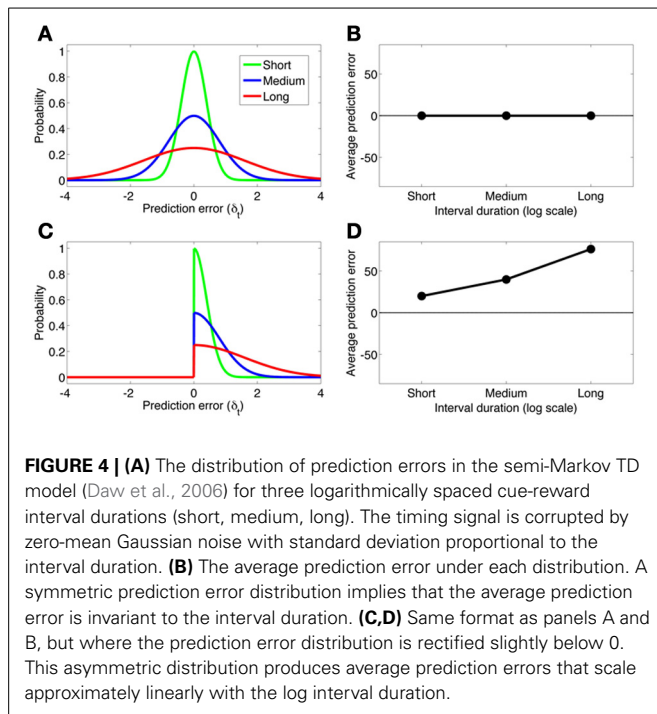 A
B
1
0.8
0.6
0.4
0.2
0
Probability
Short
Medium
Long
-4
-2
0
2
4
Prediction error (δt)
50
0
-50
Average prediction error
Short
Medium
Long
Interval duration (log scale)
C
D
1
0.8
0.6
0.4
0.2
0
Probability
-4
-2
0
2
4
Prediction error (δt)
50
0
-50
Average prediction error
Short
Medium
Long
Interval duration (log scale)
FIGURE 4 | (A) The distribution of prediction errors in the semi-Markov TD
model (Daw et al., 2006) for three logarithmically spaced cue-reward
interval durations (short, medium, long). The timing signal is corrupted by
zero-mean Gaussian noise with standard deviation proportional to the
interval duration. (B) The average prediction error under each distribution. A
symmetric prediction error distribution implies that the average prediction
error is invariant to the interval duration. (C,D) Same format as panels A and
B, but where the prediction error distribution is rectified slightly below 0.
This asymmetric distribution produces average prediction errors that scale
approximately linearly with the log interval duration.